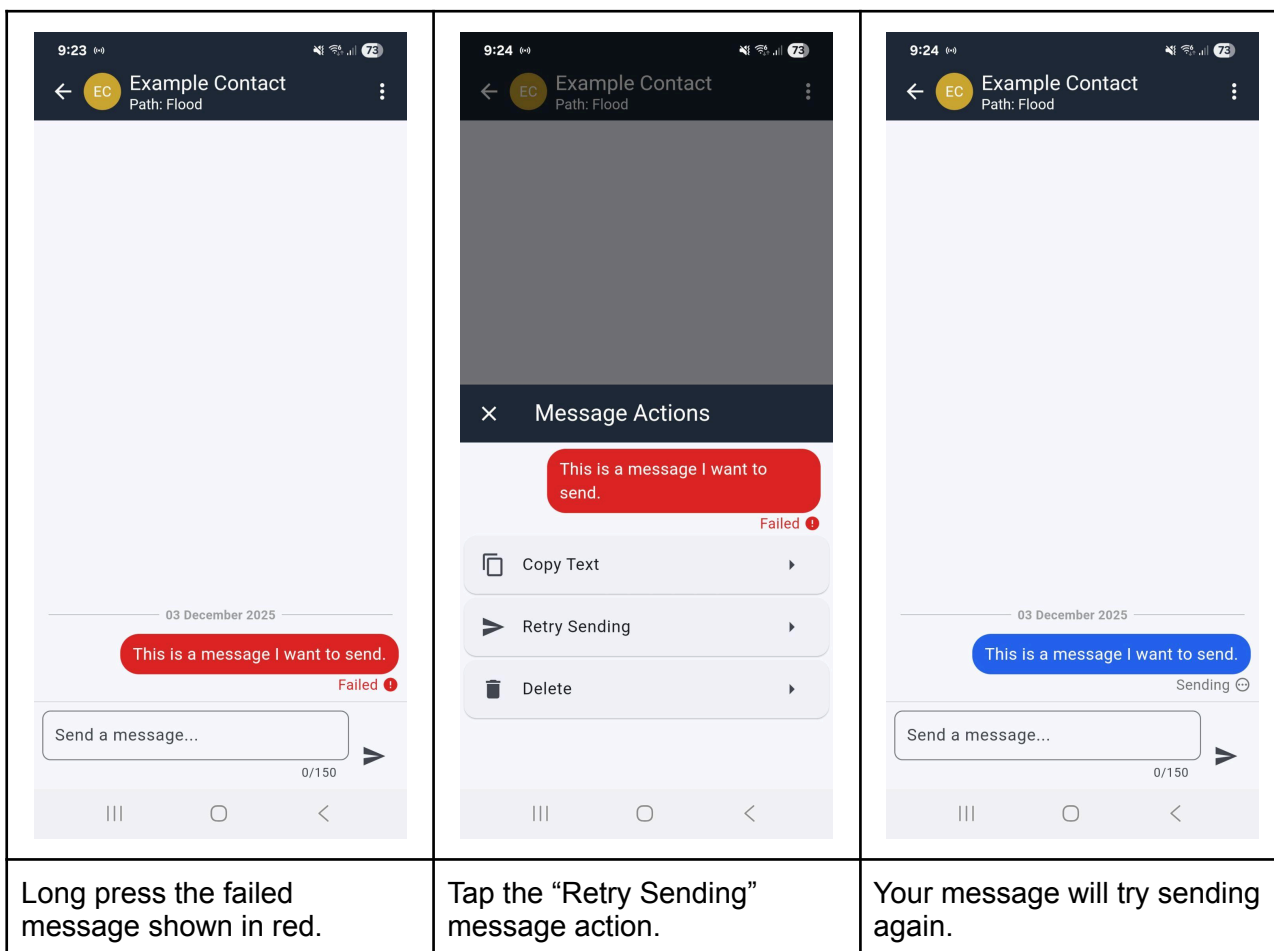 9:23
73
EC
Example Contact
Path: Flood
03 December 2025
This is a message I want to send.
Failed
Send a message...
0/150
Long press the failed
message shown in red.
9:24
73
EC
Example Contact
Path: Flood
Message Actions
This is a message I want to
send.
Failed
Copy Text
Retry Sending
Delete
Tap the “Retry Sending”
message action.
9:24
73
EC
Example Contact
Path: Flood
03 December 2025
This is a message I want to send.
Sending
Send a message...
0/150
Your message will try sending
again.